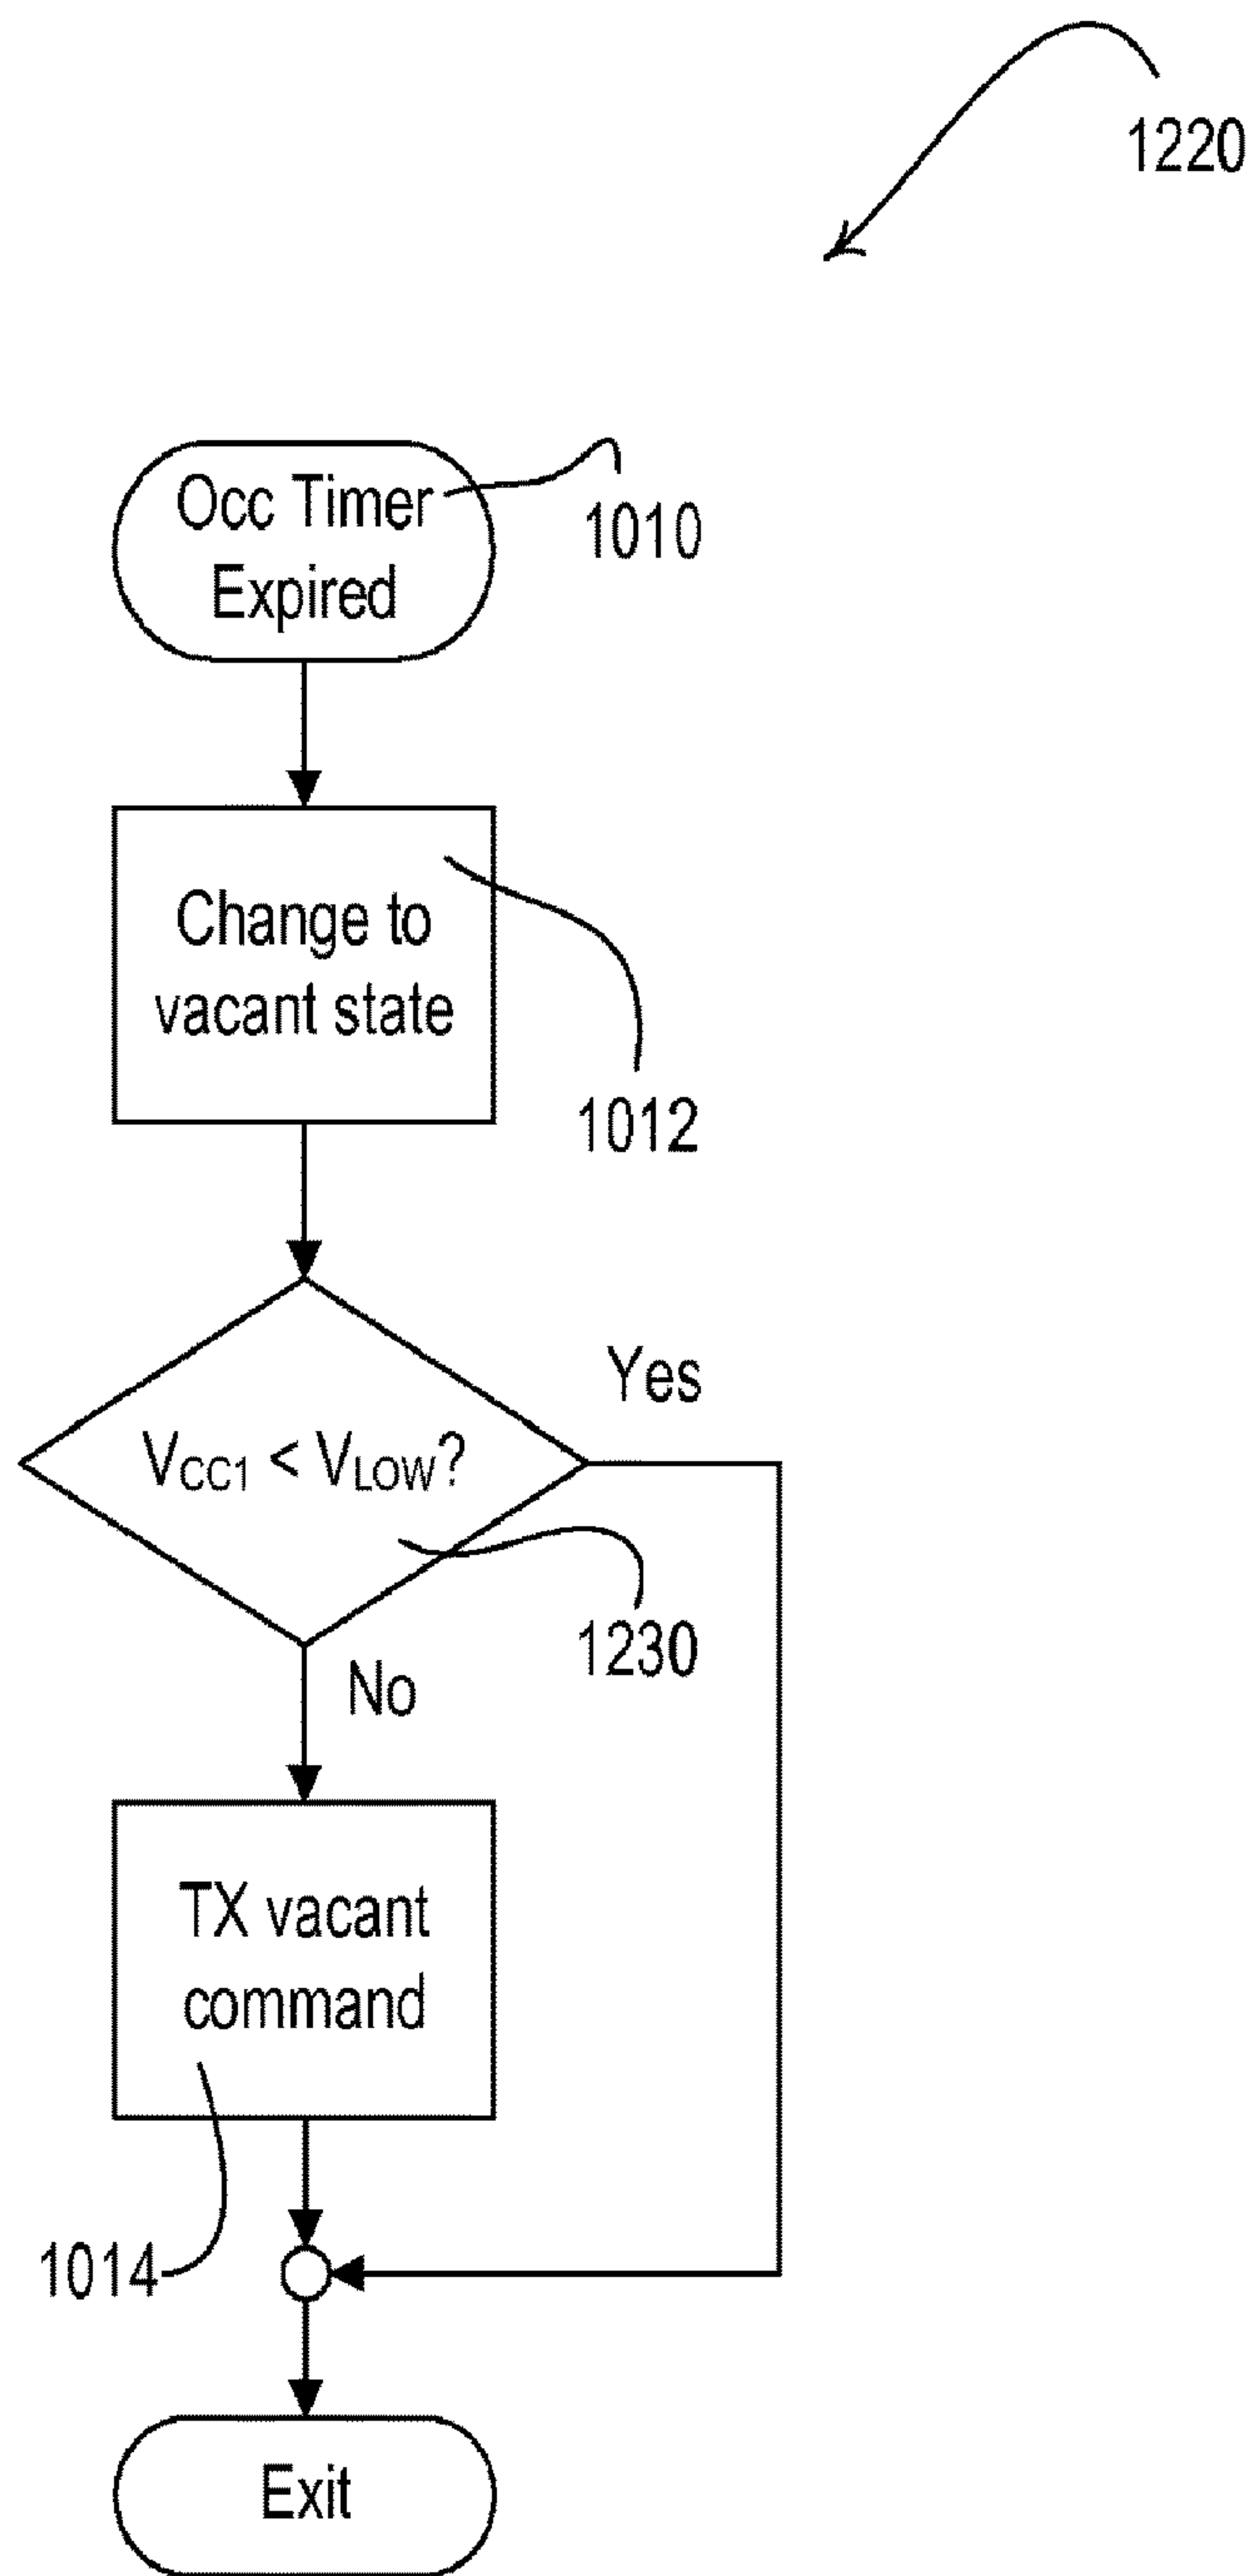 1220
Occ Timer
Expired
1010
Change to
vacant state
1012
VCC1 < VLOW?
Yes
1230
No
TX vacant
command
1014
Exit